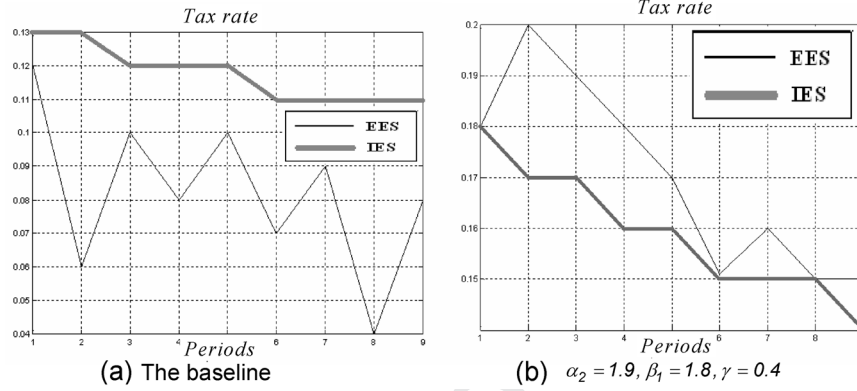 Tax rate
0.13
0.12
0.11
0.1
0.09
0.08
0.07
0.06
0.05
0.04
1 2 3 4 5 6 7 8 9
EES
IES
Periods
(a) The baseline
Tax rate
0.2
0.19
0.18
0.17
0.16
0.15
1 2 3 4 5 6 7 8
EES
IES
Periods
(b) α₂ = 1.9, β₁ = 1.8, γ = 0.4